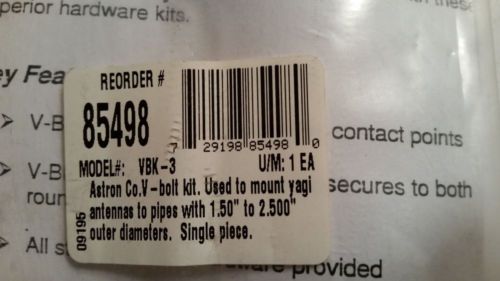 perior hardware kits.
REORDER #
85498
7 29198 85498 0
MODEL#: VBK-3 U/M: 1 EA
Astron Co.V-bolt kit. Used to mount yagi
antennas to pipes with 1.50" to 2.500"
outer diameters. Single piece.
09195
ey Fea
> V-B
contact points
> V-B
roun
secures to both
> All s
provided